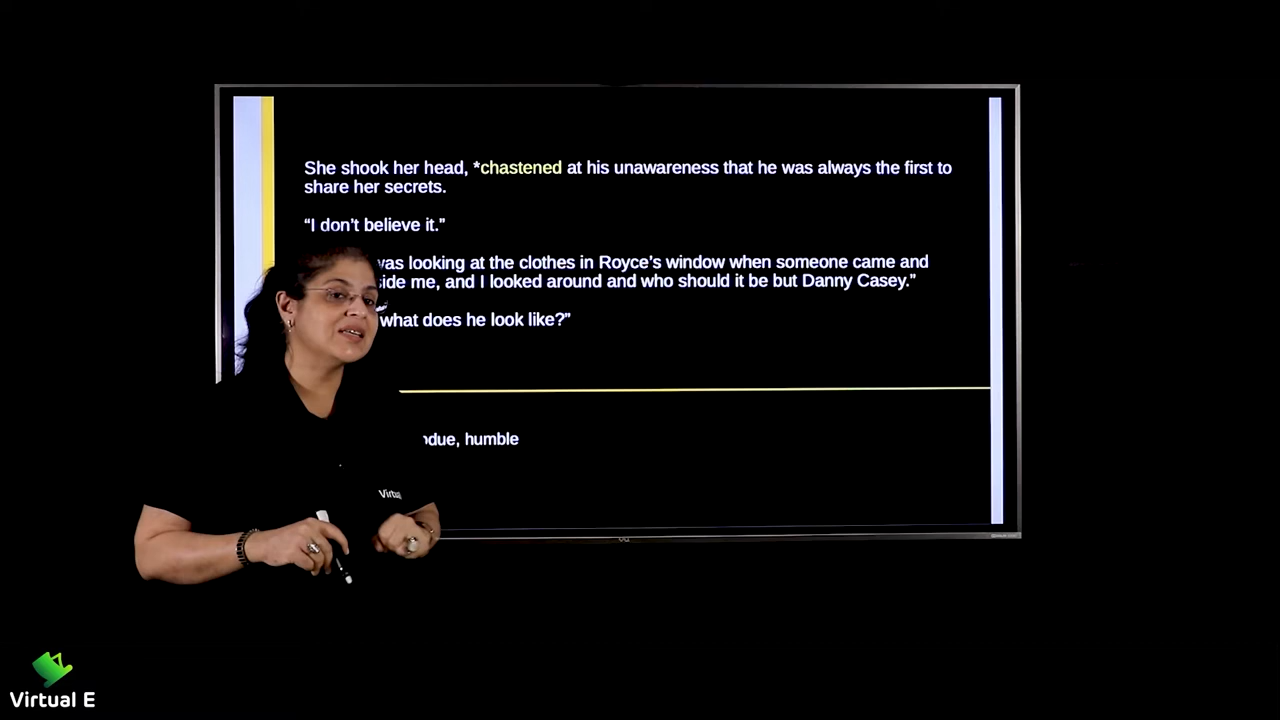 She shook her head, *chastened at his unawareness that he was always the first to
share her secrets.
“I don’t believe it.”
was looking at the clothes in Royce’s window when someone came and
side me, and I looked around and who should it be but Danny Casey.”
what does he look like?”
due, humble
Virtual
Virtual E